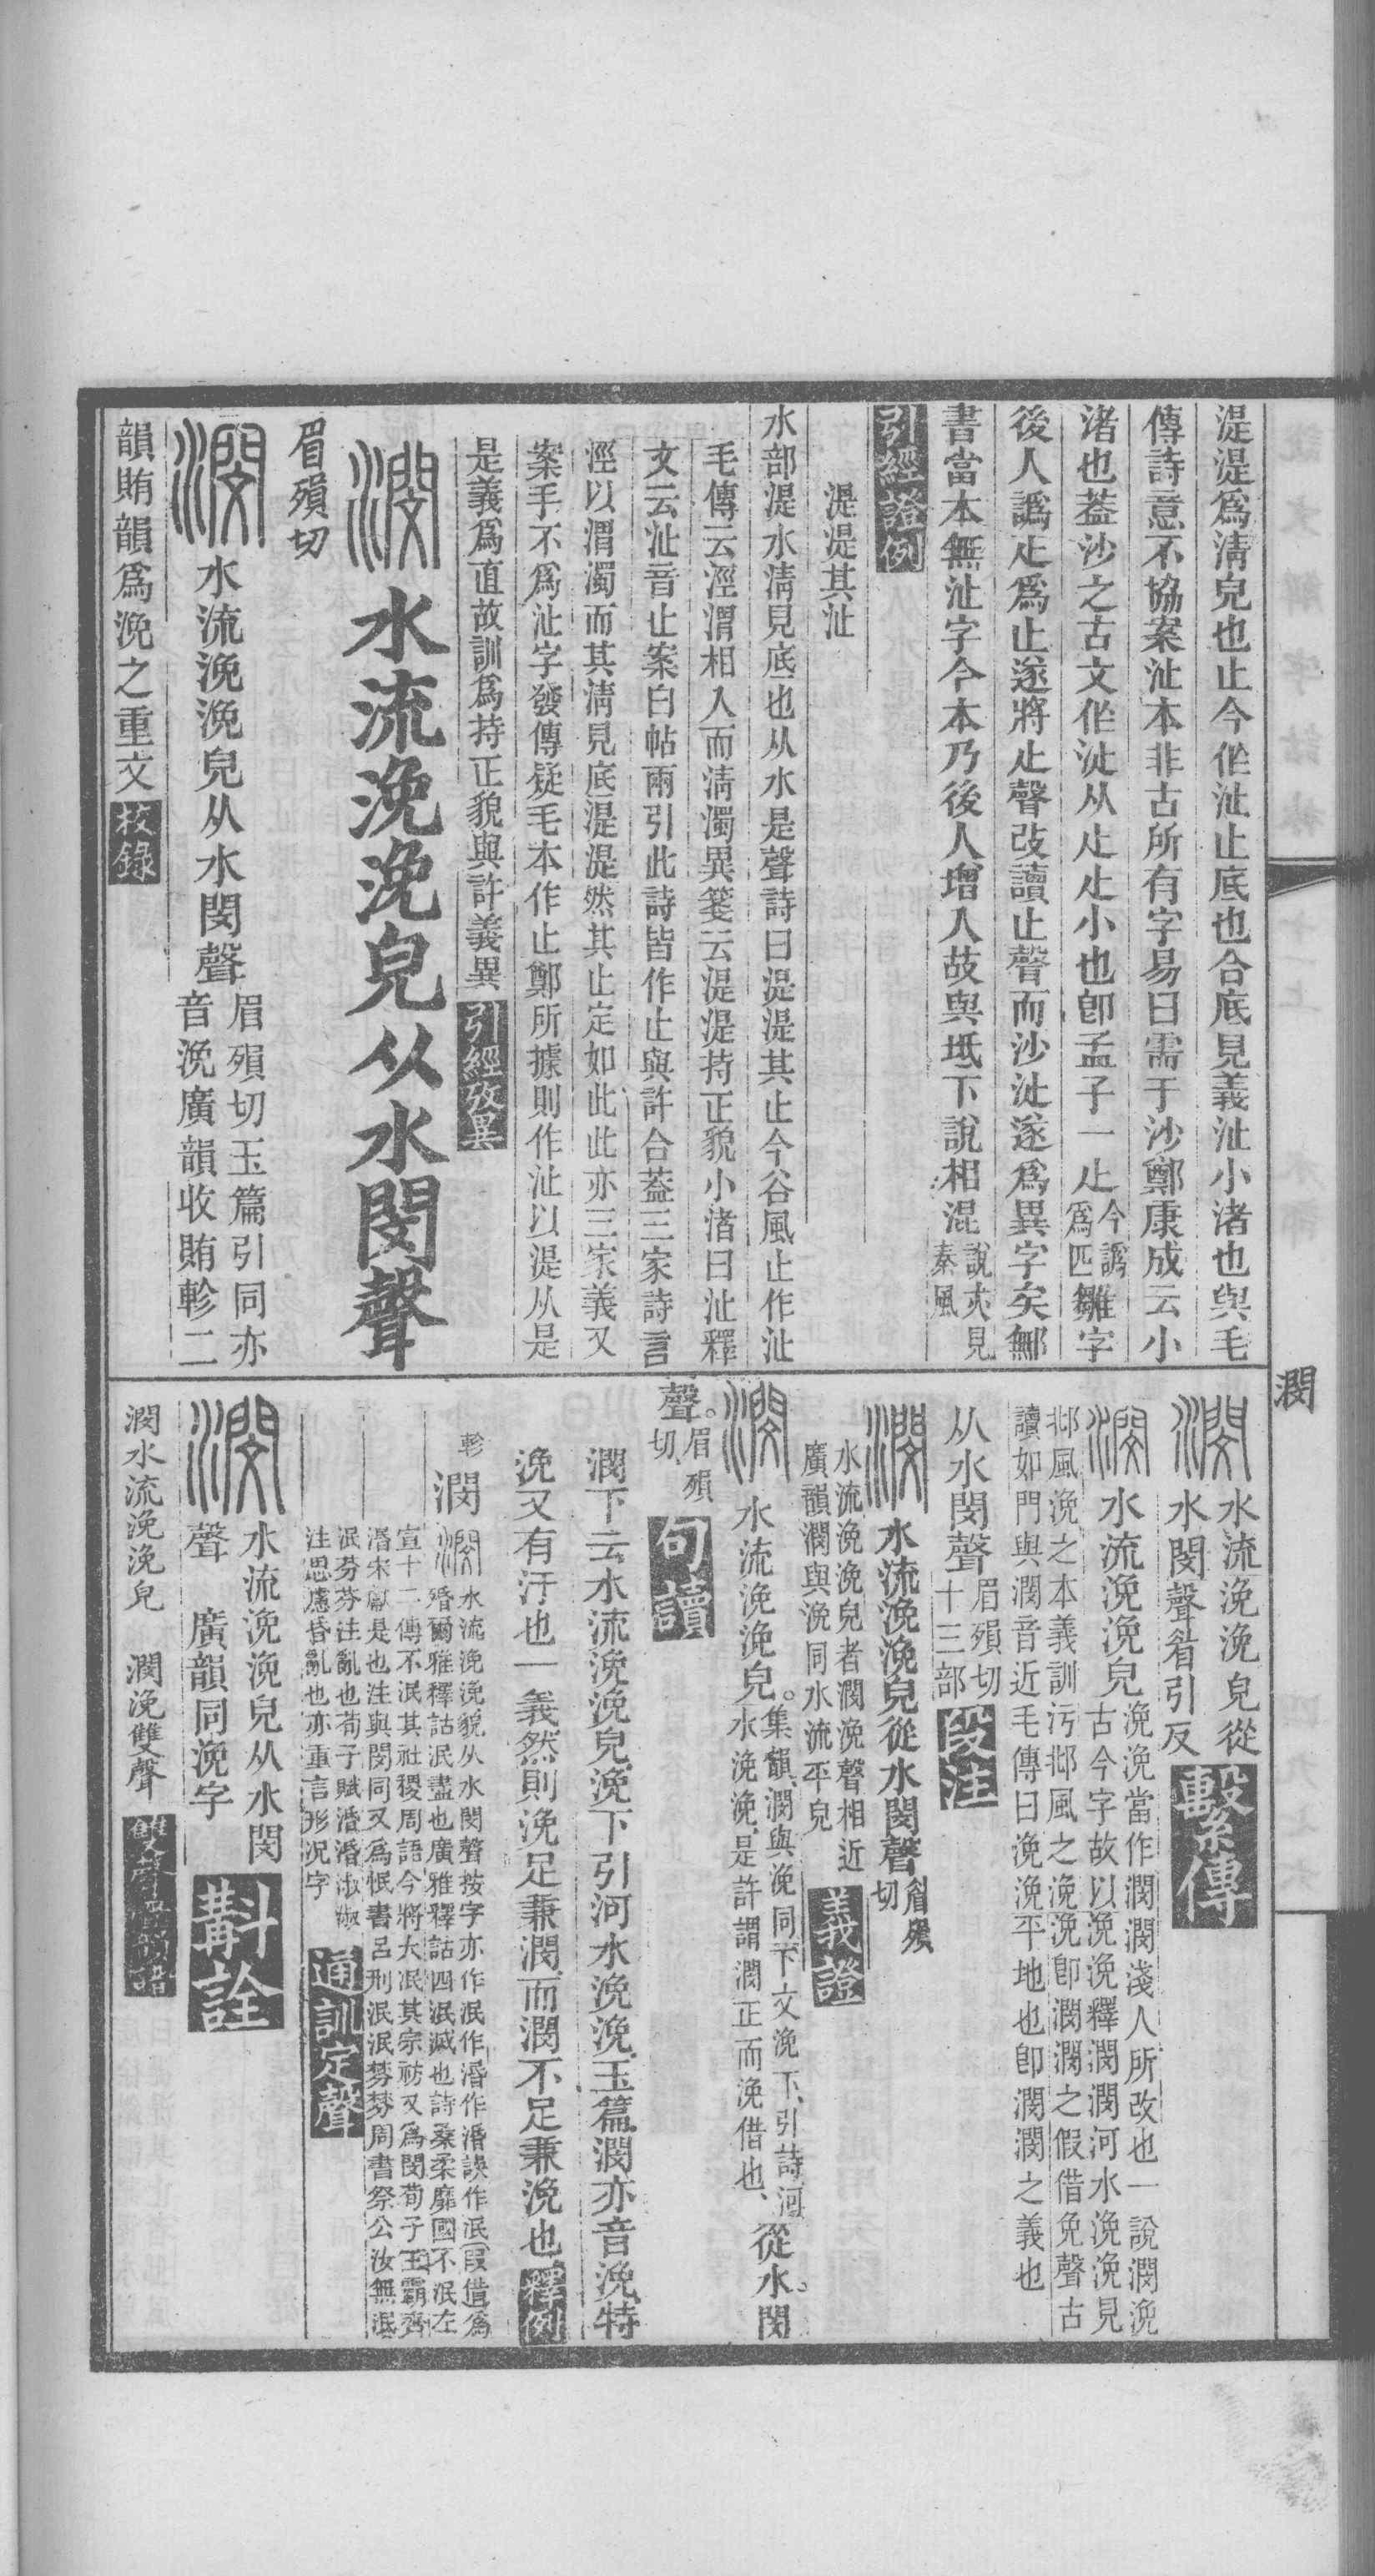 湜湜爲淸皃也止今作沚止底也合底見義沚小渚也與毛
傳詩意不協案沚本非古所有字易曰需于沙鄭康成云小
渚也葢沙之古文作沚从止止小也卽孟子一止今譌爲匹雛字
後人譌止爲止遂將止聲攺讀止聲而沙沚遂爲異字矣鄦
書當本無沚字今本乃後人增入故與坻下說相混說夾見秦風
引經證例
湜湜其沚
水部湜水淸見底也从水是聲詩曰湜湜其止今谷風止作沚
毛傳云涇渭相入而淸濁異箋云湜湜持正貌小渚曰沚釋
文云沚音止案白帖兩引此詩皆作止與許合葢三家詩言
涇以渭濁而其淸見底湜湜然其止定如此此亦三家義又
案毛不爲沚字發傳疑毛本作止鄭所據則作沚以湜从是
是義爲直故訓爲持正貌與許義異 引經攷異
潣 水流浼浼皃从水閔聲
眉殞切
潣 水流浼浼皃从水閔聲眉殞切玉篇引同亦
音浼廣韻收賄軫二
韻賄韻爲浼之重文 校錄
潣
潣 水流浼浼皃從
水閔聲眉引反 繫傳
潣 水流浼浼皃浼浼當作潣潣淺人所改也一說潣浼
古今字故以浼浼釋潣潣河水浼浼見
邶風浼之本義訓污邶風之浼浼卽潣潣之假借免聲古
讀如門與潣音近毛傳曰浼浼平地也卽潣潣之義也
从水閔聲眉殞切
十三部 段注
潣 水流浼浼皃從水閔聲眉殞切
水流浼浼皃者潣浼聲相近
廣韻潣與浼同水流平皃 義證
潣 水流浼浼皃。集韻潣與浼同下文浼下引詩河
水浼浼是許謂潣正而浼借也、從水。閔
聲。眉殞切、 句讀
潣下云水流浼浼皃浼下引河水浼浼玉篇潣亦音浼特
浼又有汙也一義然則浼足兼潣而潣不足兼浼也 釋例
軫 潣 潣 水流浼浼貌从水閔聲按字亦作泯作湣作潣誤作泯〔叚借〕爲
㛰爾雅釋詁泯盡也廣雅釋詁四泯滅也詩桑柔靡國不泯左
宣十二傳不泯其社稷周語今將大泯其宗祊又爲閔荀子王霸齊
湣宋獻是也注與閔同又爲怋書呂刑泯泯棼棼周書祭公汝無泯
泯芬芬注亂也荀子賦湣湣淑淑
注思慮昏亂也亦重言形況字 通訓定聲
潣 水流浼浼皃从水閔
聲 廣韻同浼字 斠詮
潣水流浼浼皃 潣浼雙聲 雙聲疊韻譜